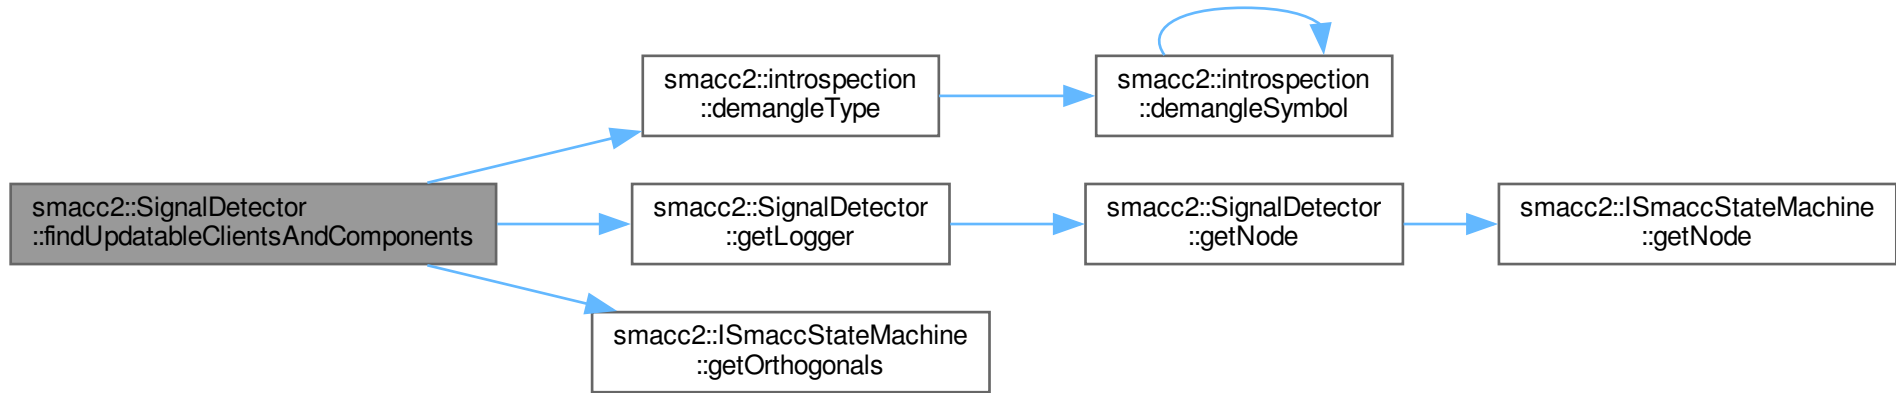 smacc2::SignalDetector
::findUpdatableClientsAndComponents
smacc2::introspection
::demangleType
smacc2::introspection
::demangleSymbol
smacc2::SignalDetector
::getLogger
smacc2::SignalDetector
::getNode
smacc2::ISmaccStateMachine
::getNode
smacc2::ISmaccStateMachine
::getOrthogonals